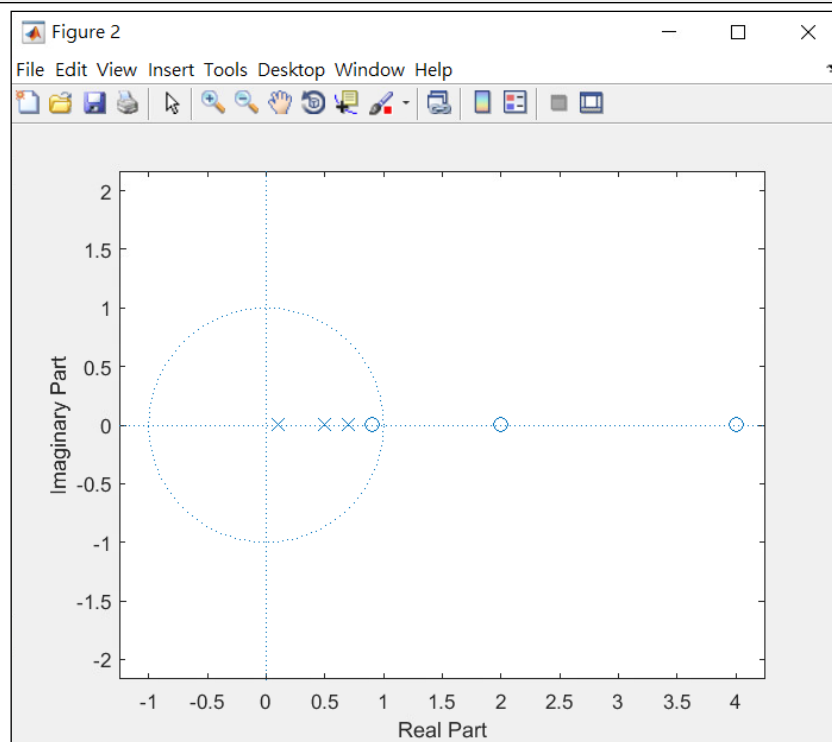 Figure 2
File Edit View Insert Tools Desktop Window Help
2
1.5
1
0.5
0
-0.5
-1
-1.5
-2
Imaginary Part
-1 -0.5 0 0.5 1 1.5 2 2.5 3 3.5 4
Real Part